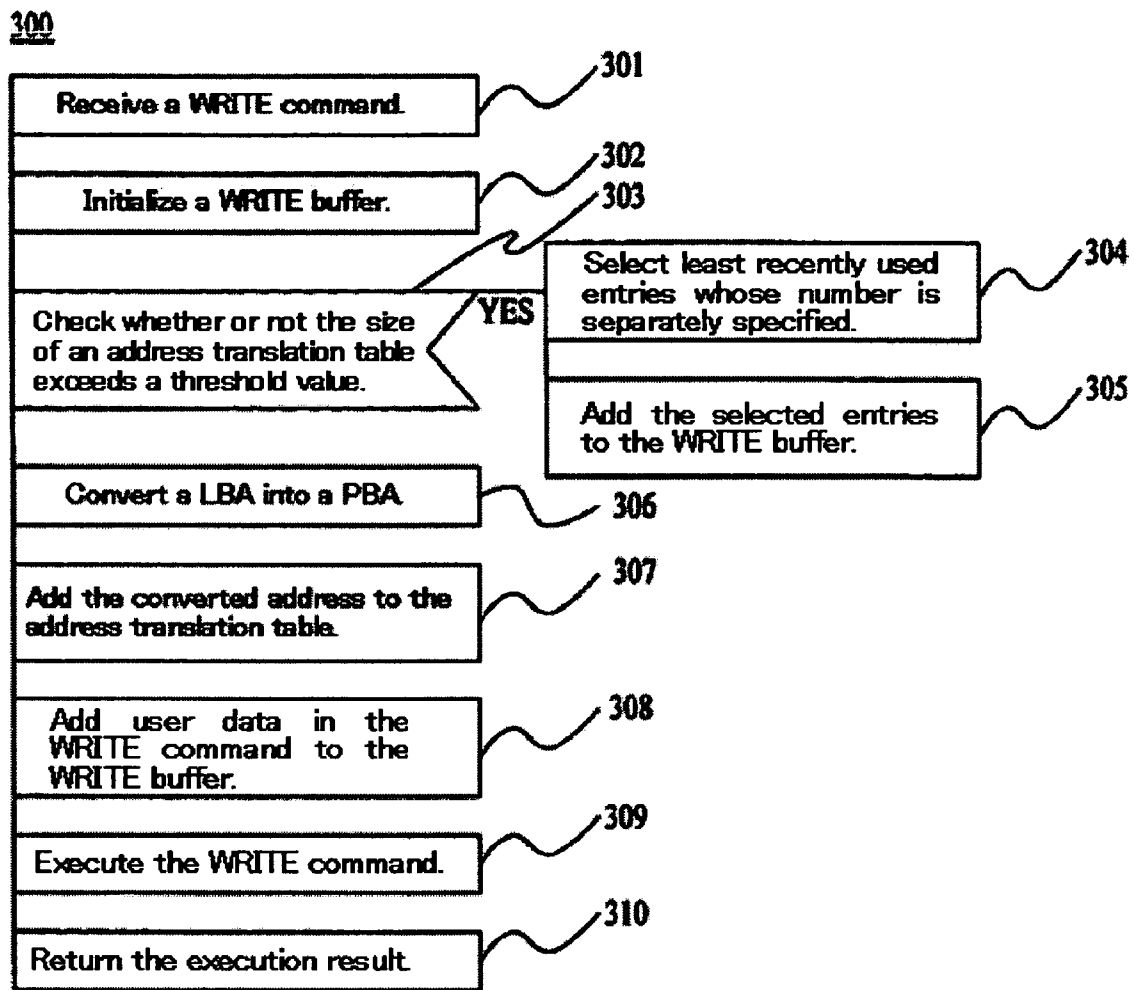 300
301
Receive a WRITE command.
302
Initialize a WRITE buffer.
303
304
Select least recently used
entries whose number is
separately specified.
YES
Check whether or not the size
of an address translation table
exceeds a threshold value.
305
Add the selected entries
to the WRITE buffer.
Convert a LBA into a PBA.
306
307
Add the converted address to the
address translation table.
308
Add user data in the
WRITE command to the
WRITE buffer.
309
Execute the WRITE command.
310
Return the execution result.